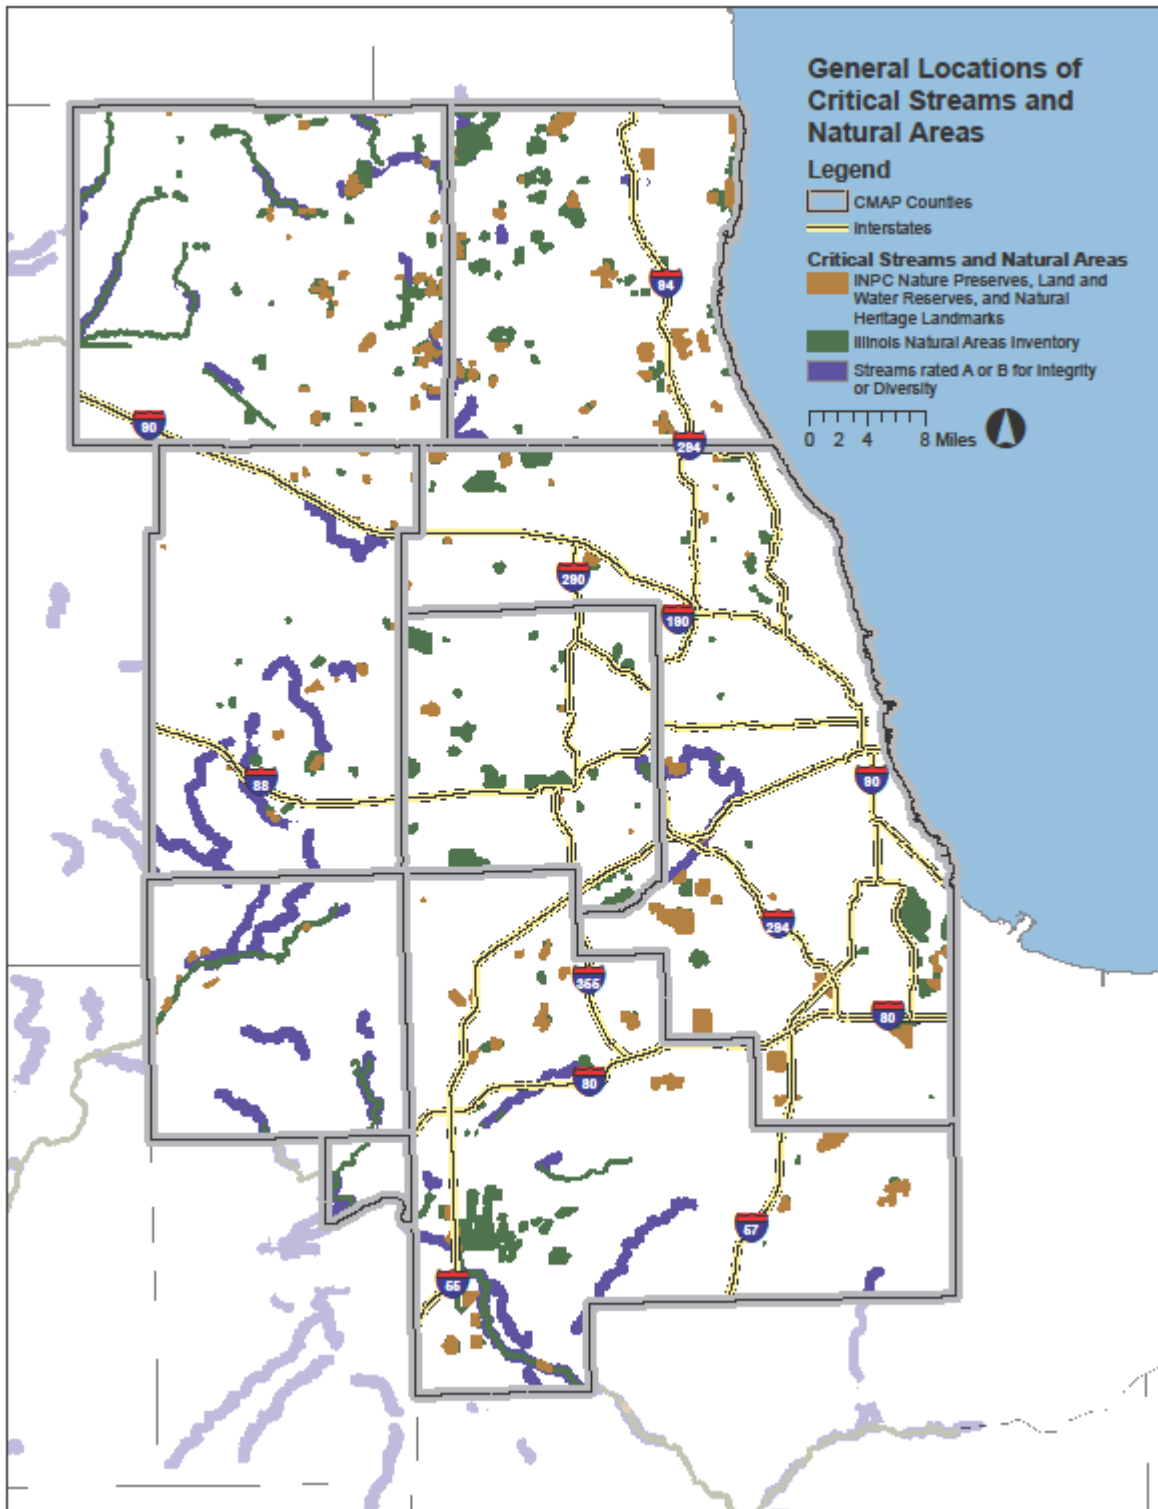 General Locations of
Critical Streams and
Natural Areas
Legend
CMAP Counties
Interstates
Critical Streams and Natural Areas
INPC Nature Preserves, Land and
Water Reserves, and Natural
Heritage Landmarks
Illinois Natural Areas Inventory
Streams rated A or B for Integrity
or Diversity
0 2 4 8 Miles
94
90
294
290
190
88
90
294
355
80
80
57
55